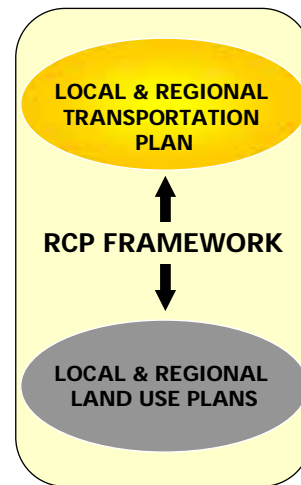 LOCAL & REGIONAL
TRANSPORTATION
PLAN
RCP FRAMEWORK
LOCAL & REGIONAL
LAND USE PLANS